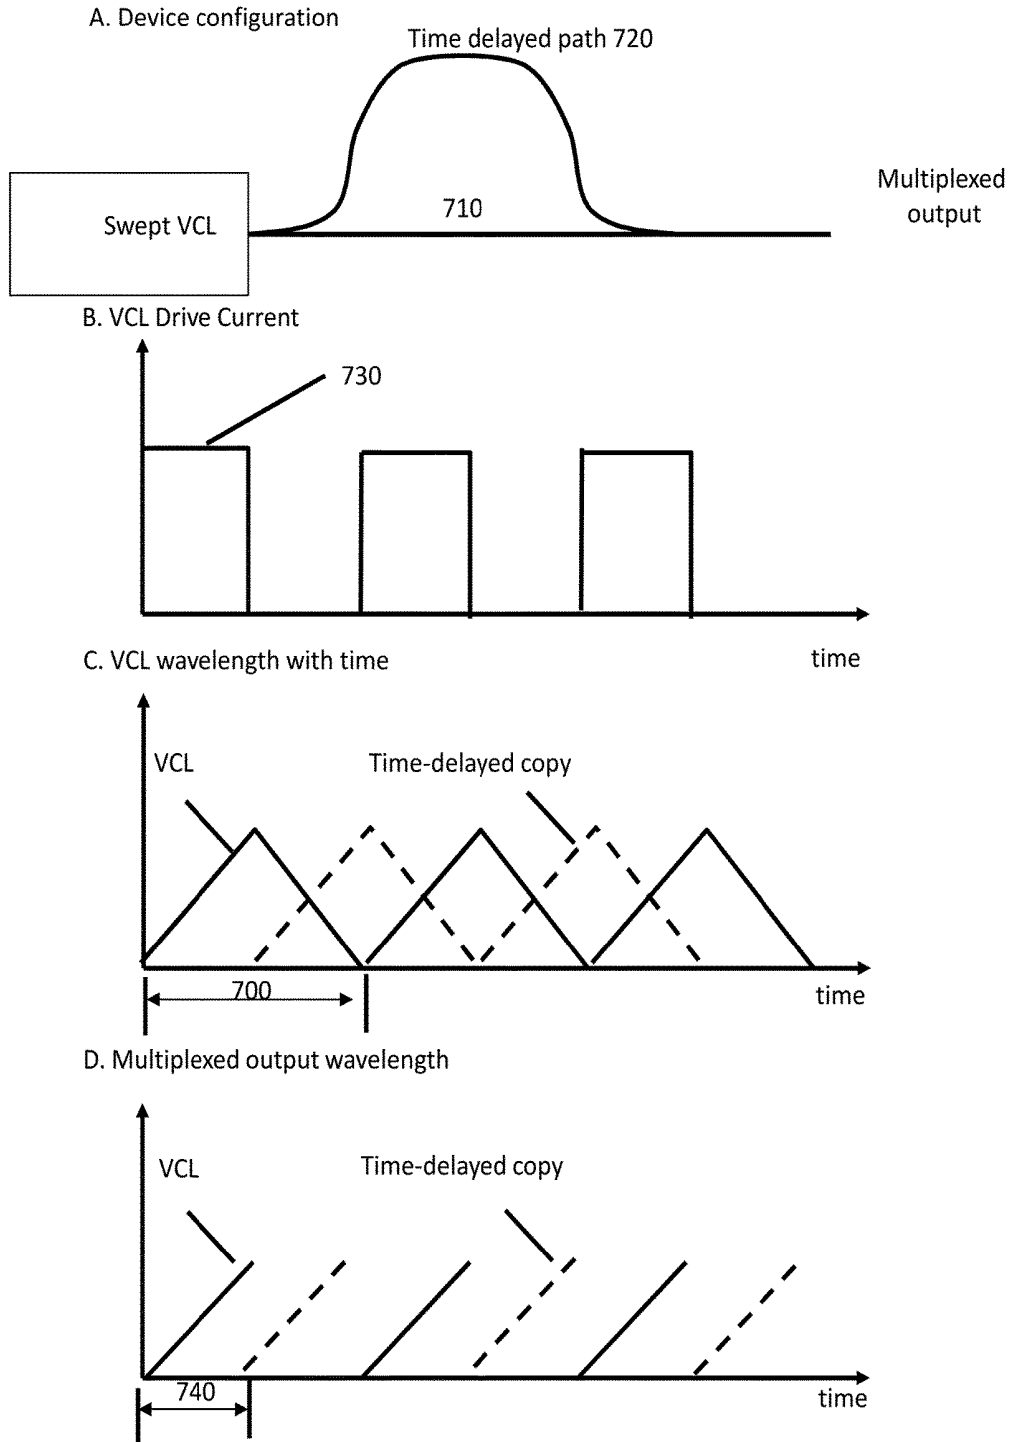 A. Device configuration
Time delayed path 720
Multiplexed
output
710
Swept VCL
B. VCL Drive Current
730
C. VCL wavelength with time
time
VCL
Time-delayed copy
700
time
D. Multiplexed output wavelength
VCL
Time-delayed copy
740
time